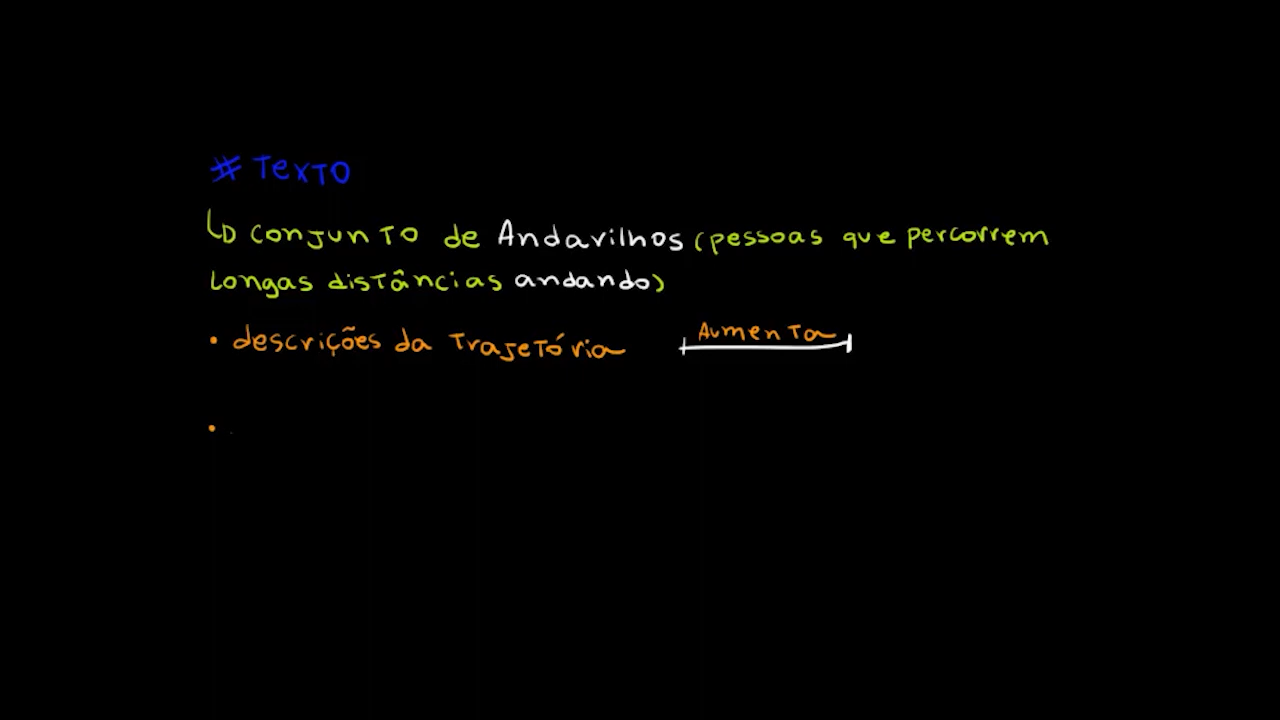 # Texto
↳ conjunto de Andarilhos (pessoas que percorrem
longas distâncias andando)
• descrições da Trajetória Aumenta
•